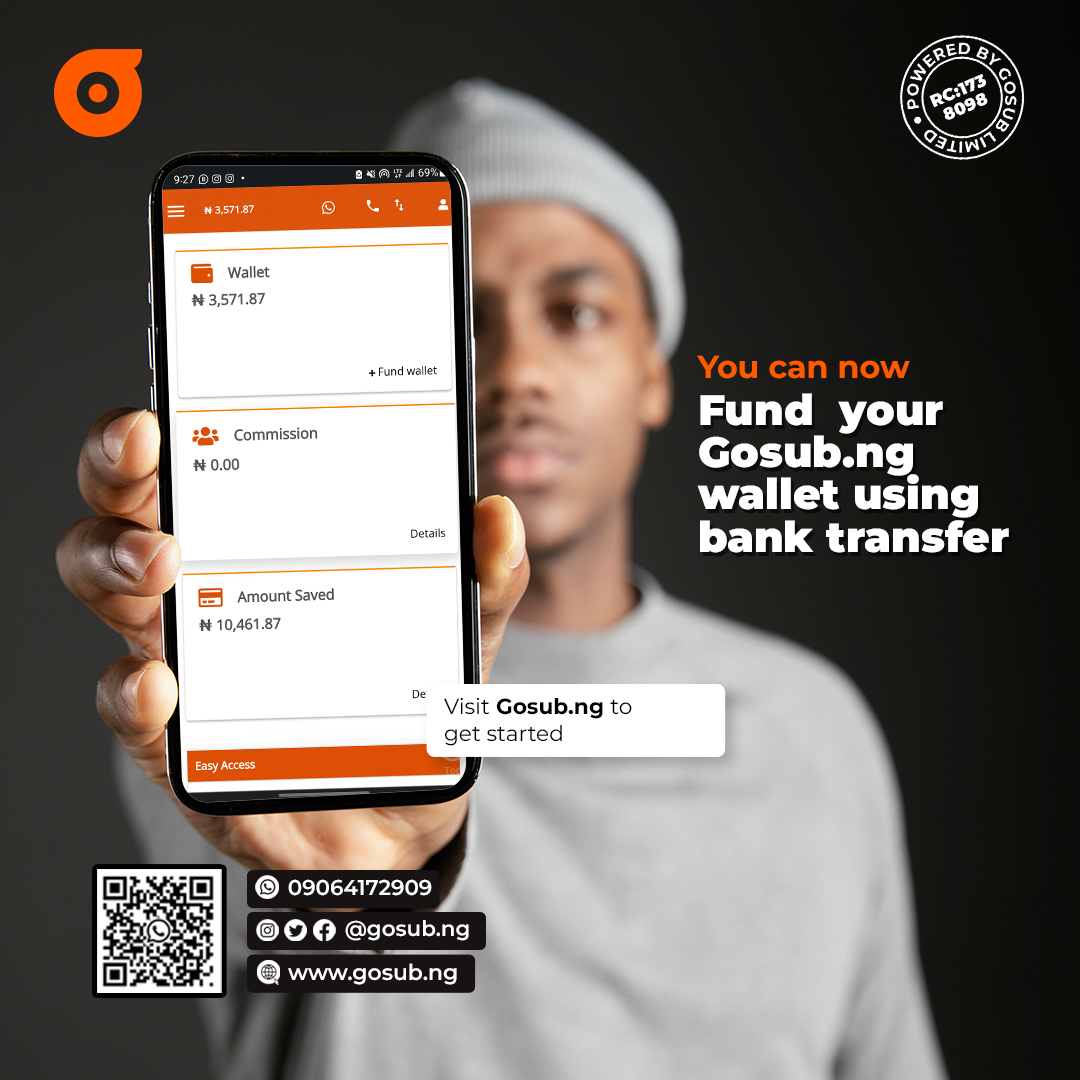 POWERED BY GOSUB LIMITED
RC:173
8098
9:27
69%
₦ 3,571.87
Wallet
₦ 3,571.87
+ Fund wallet
Commission
₦ 0.00
Details
Amount Saved
₦ 10,461.87
De
Easy Access
You can now
Fund your
Gosub.ng
wallet using
bank transfer
Visit Gosub.ng to
get started
09064172909
@gosub.ng
www.gosub.ng